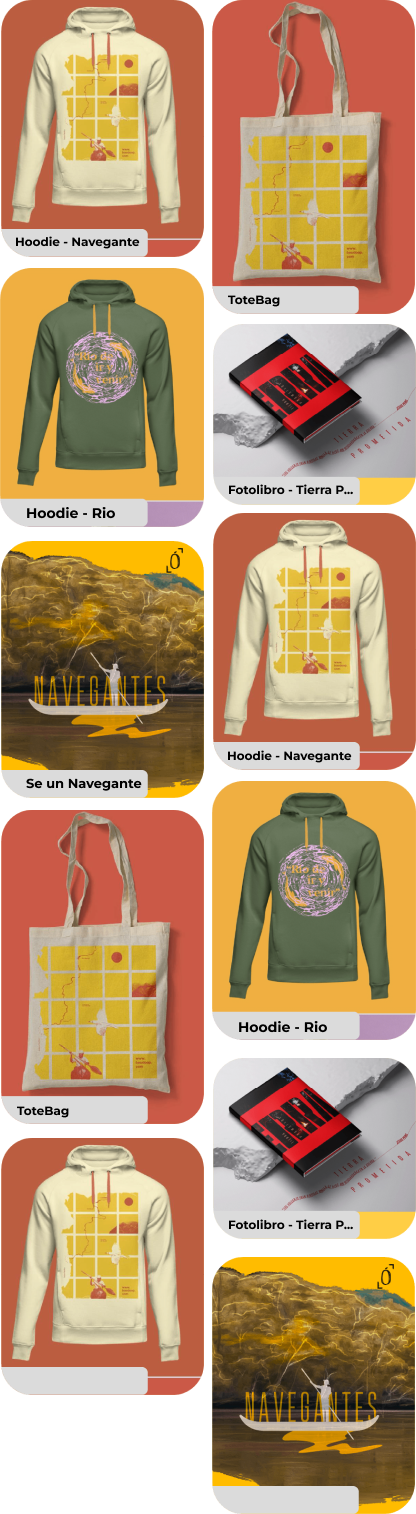 Hoodie - Navegante
ToteBag
"Rio de
ir y
venir"
Hoodie - Rio
TIERRA
PROMETIDA
Fotolibro - Tierra P...
NAVEGANTES
Se un Navegante
Hoodie - Navegante
ToteBag
"Rio de
ir y
venir"
Hoodie - Rio
TIERRA
PROMETIDA
Fotolibro - Tierra P...
NAVEGANTES